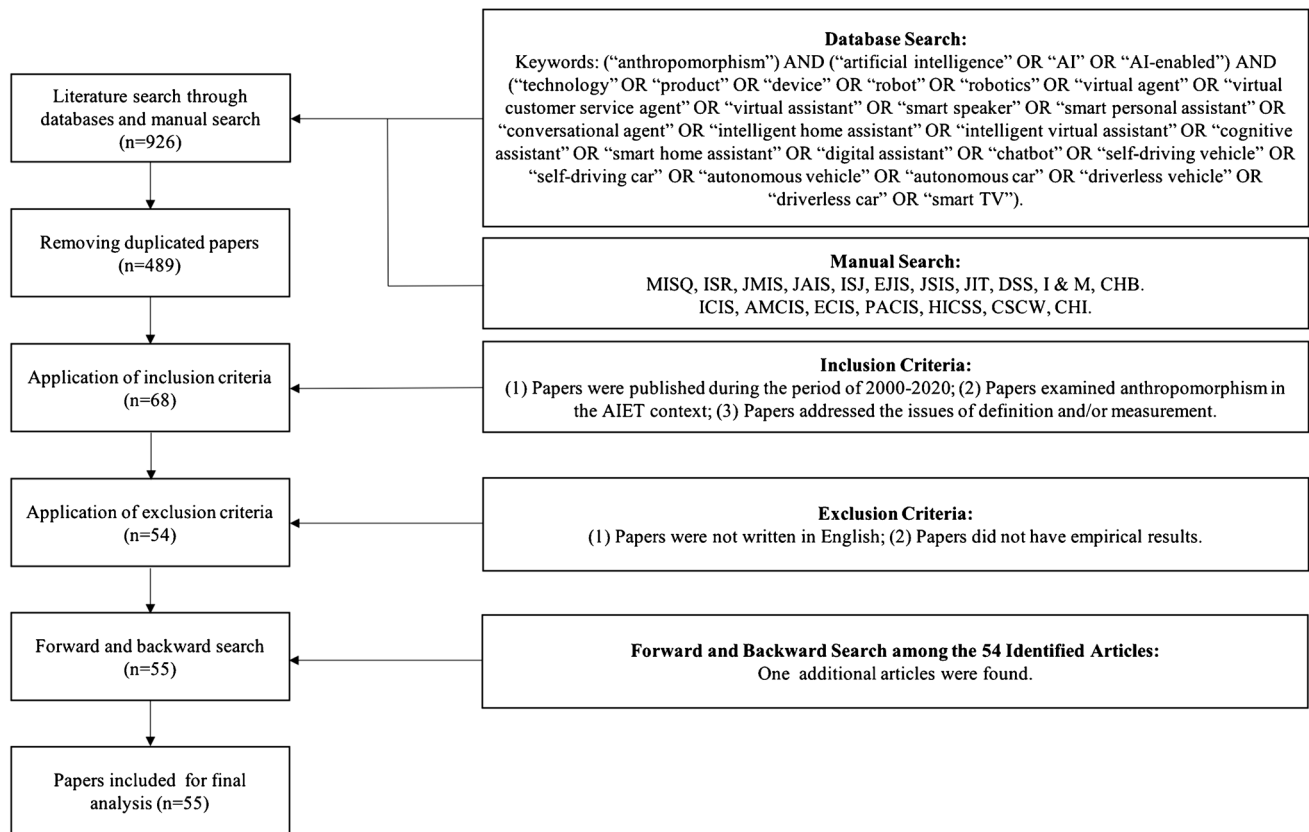 Literature search through
databases and manual search
(n=926)
Database Search:
Keywords: (“anthropomorphism”) AND (“artificial intelligence” OR “AI” OR “AI-enabled”) AND
(“technology” OR “product” OR “device” OR “robot” OR “robotics” OR “virtual agent” OR “virtual
customer service agent” OR “virtual assistant” OR “smart speaker” OR “smart personal assistant” OR
“conversational agent” OR “intelligent home assistant” OR “intelligent virtual assistant” OR “cognitive
assistant” OR “smart home assistant” OR “digital assistant” OR “chatbot” OR “self-driving vehicle” OR
“self-driving car” OR “autonomous vehicle” OR “autonomous car” OR “driverless vehicle” OR
“driverless car” OR “smart TV”).
Removing duplicated papers
(n=489)
Manual Search:
MISQ, ISR, JMIS, JAIS, ISJ, EJIS, JSIS, JIT, DSS, I & M, CHB.
ICIS, AMCIS, ECIS, PACIS, HICSS, CSCW, CHI.
Application of inclusion criteria
(n=68)
Inclusion Criteria:
(1) Papers were published during the period of 2000-2020; (2) Papers examined anthropomorphism in
the AIET context; (3) Papers addressed the issues of definition and/or measurement.
Application of exclusion criteria
(n=54)
Exclusion Criteria:
(1) Papers were not written in English; (2) Papers did not have empirical results.
Forward and backward search
(n=55)
Forward and Backward Search among the 54 Identified Articles:
One additional articles were found.
Papers included for final
analysis (n=55)